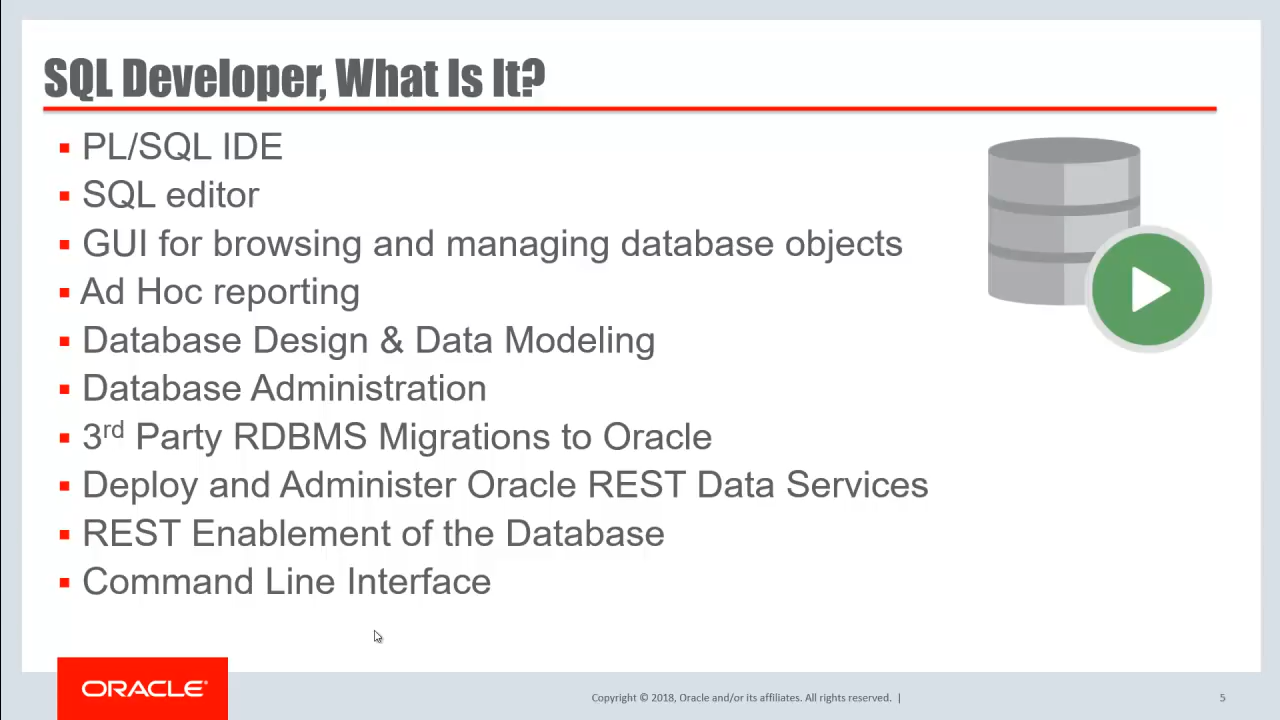 SQL Developer, What Is It?
▪ PL/SQL IDE
▪ SQL editor
▪ GUI for browsing and managing database objects
▪ Ad Hoc reporting
▪ Database Design & Data Modeling
▪ Database Administration
▪ 3rd Party RDBMS Migrations to Oracle
▪ Deploy and Administer Oracle REST Data Services
▪ REST Enablement of the Database
▪ Command Line Interface
ORACLE®
Copyright © 2018, Oracle and/or its affiliates. All rights reserved. |
5